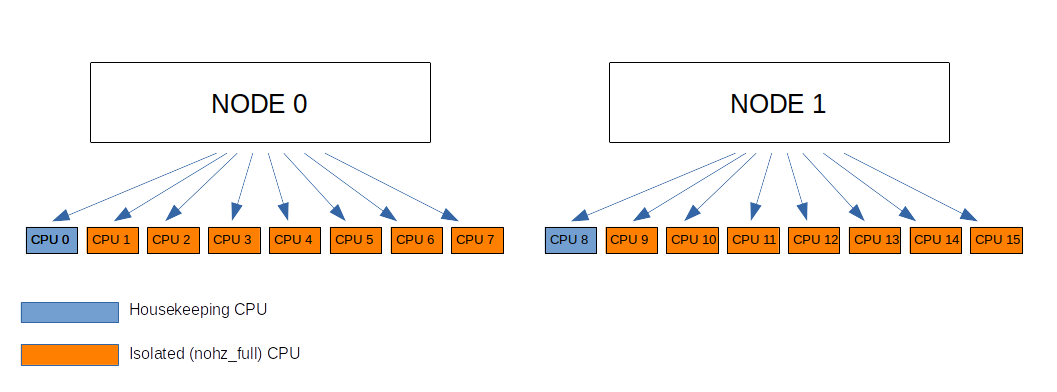 NODE 0
NODE 1
CPU 0 CPU 1 CPU 2 CPU 3 CPU 4 CPU 5 CPU 6 CPU 7
CPU 8 CPU 9 CPU 10 CPU 11 CPU 12 CPU 13 CPU 14 CPU 15
Housekeeping CPU
Isolated (nohz_full) CPU